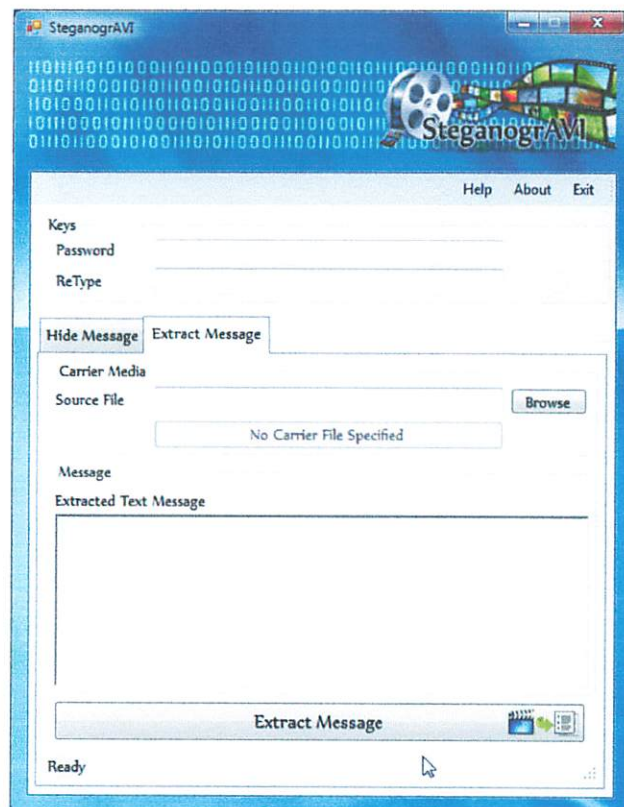 SteganogrAVI
SteganogrAVI
Help About Exit
Keys
Password
ReType
Hide Message Extract Message
Carrier Media
Source File Browse
No Carrier File Specified
Message
Extracted Text Message
Extract Message
Ready